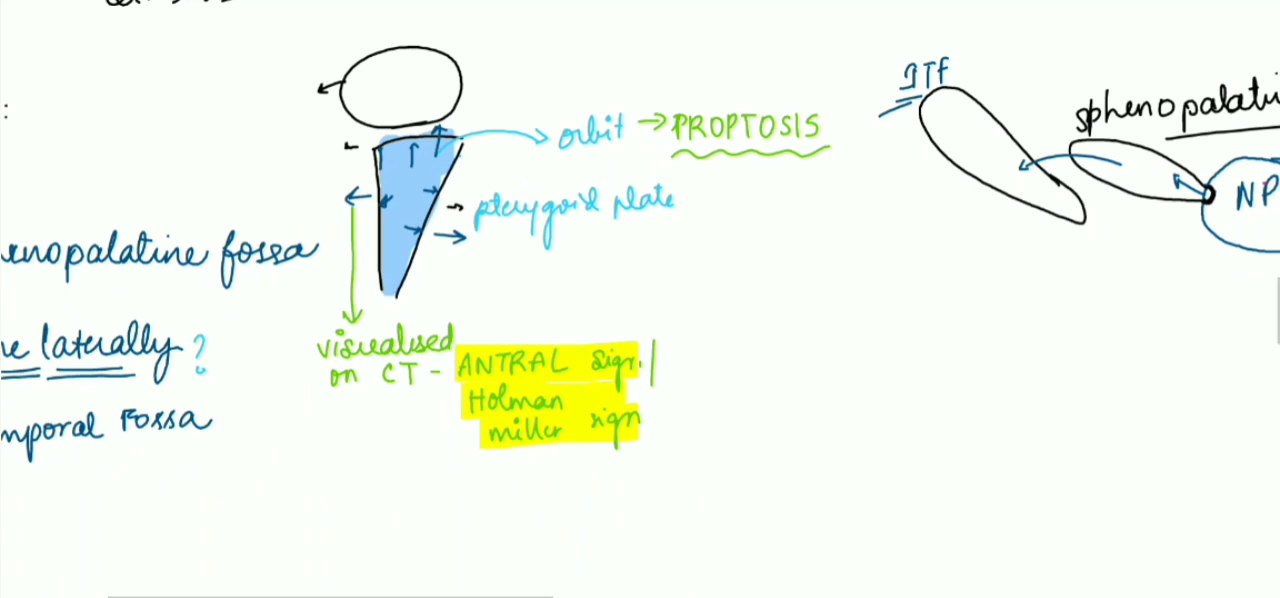 :
orbit → PROPTOSIS
pterygoid plate
enopalatine fossa
ve laterally ?
mporal Fossa
visualised
on CT - ANTRAL sign /
Holman
miller sign
ITF
sphenopalati
NP